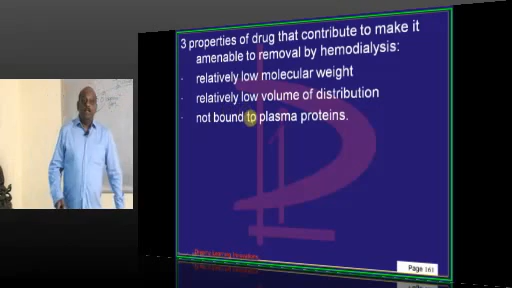 3 properties of drug that contribute to make it
amenable to removal by hemodialysis:
· relatively low molecular weight
· relatively low volume of distribution
· not bound to plasma proteins.
Page 161